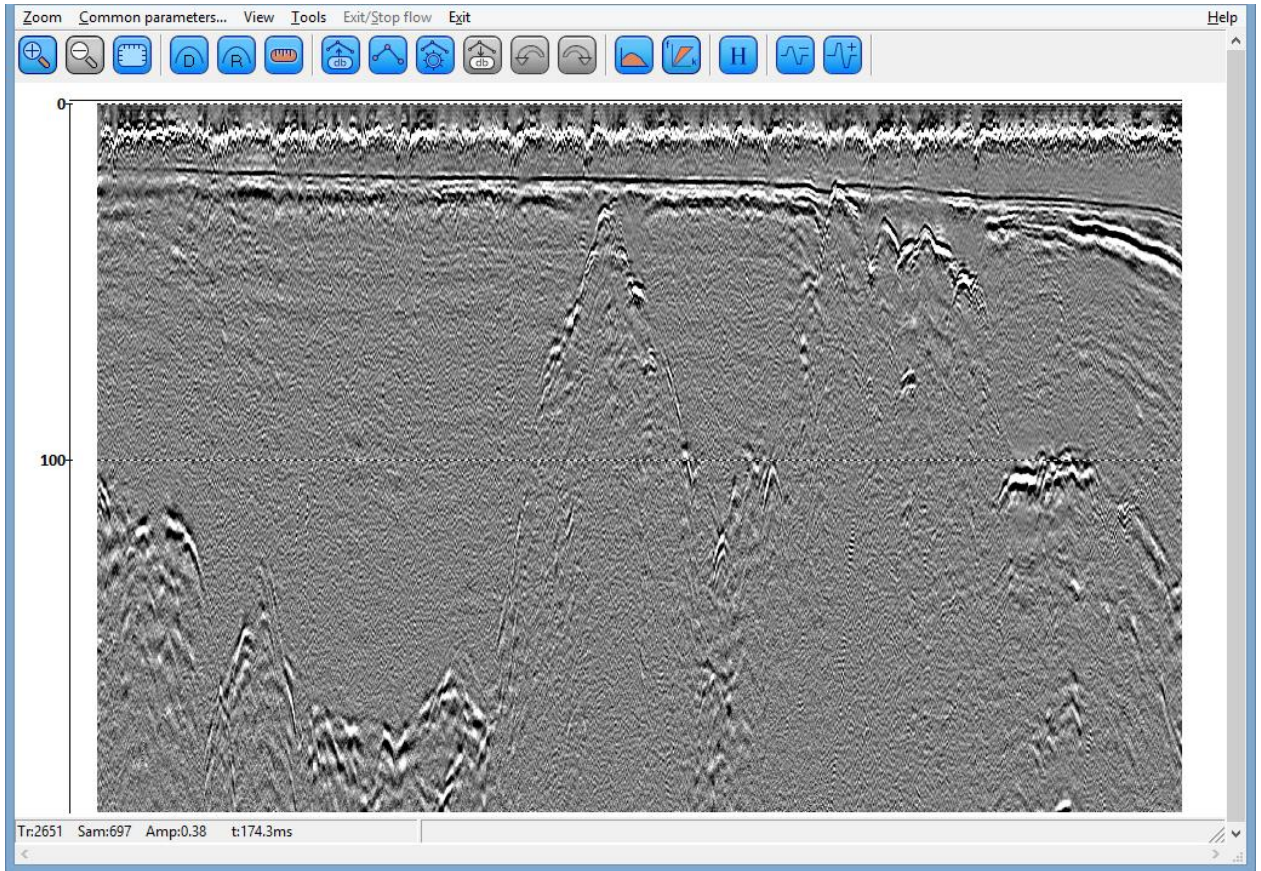 Zoom Common parameters... View Tools Exit/Stop flow Exit Help
D R db db f k H
0
100
Tr:2651 Sam:697 Amp:0.38 t:174.3ms